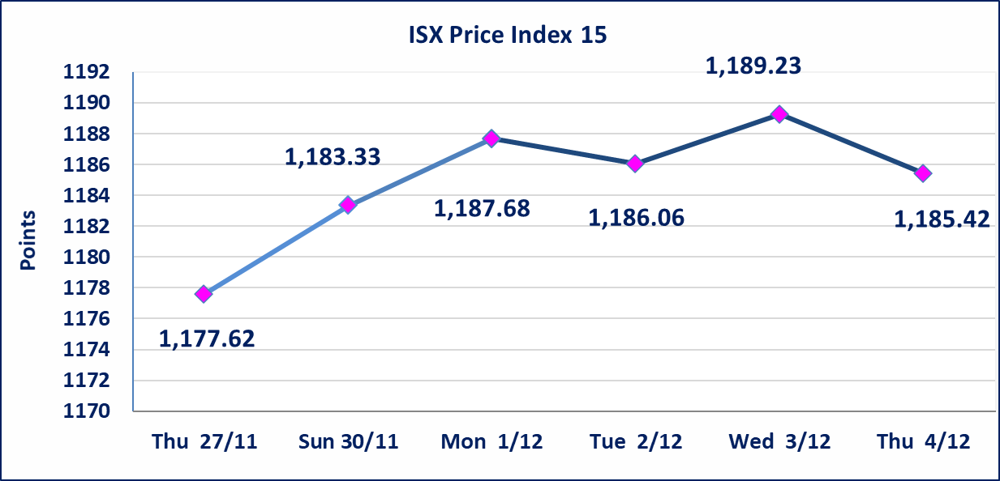 ISX Price Index 15
1192
1190
1188
1186
1184
1182
1180
1178
1176
1174
1172
1170
Points
1,177.62
1,183.33
1,187.68
1,186.06
1,189.23
1,185.42
Thu  27/11
Sun 30/11
Mon  1/12
Tue  2/12
Wed  3/12
Thu  4/12